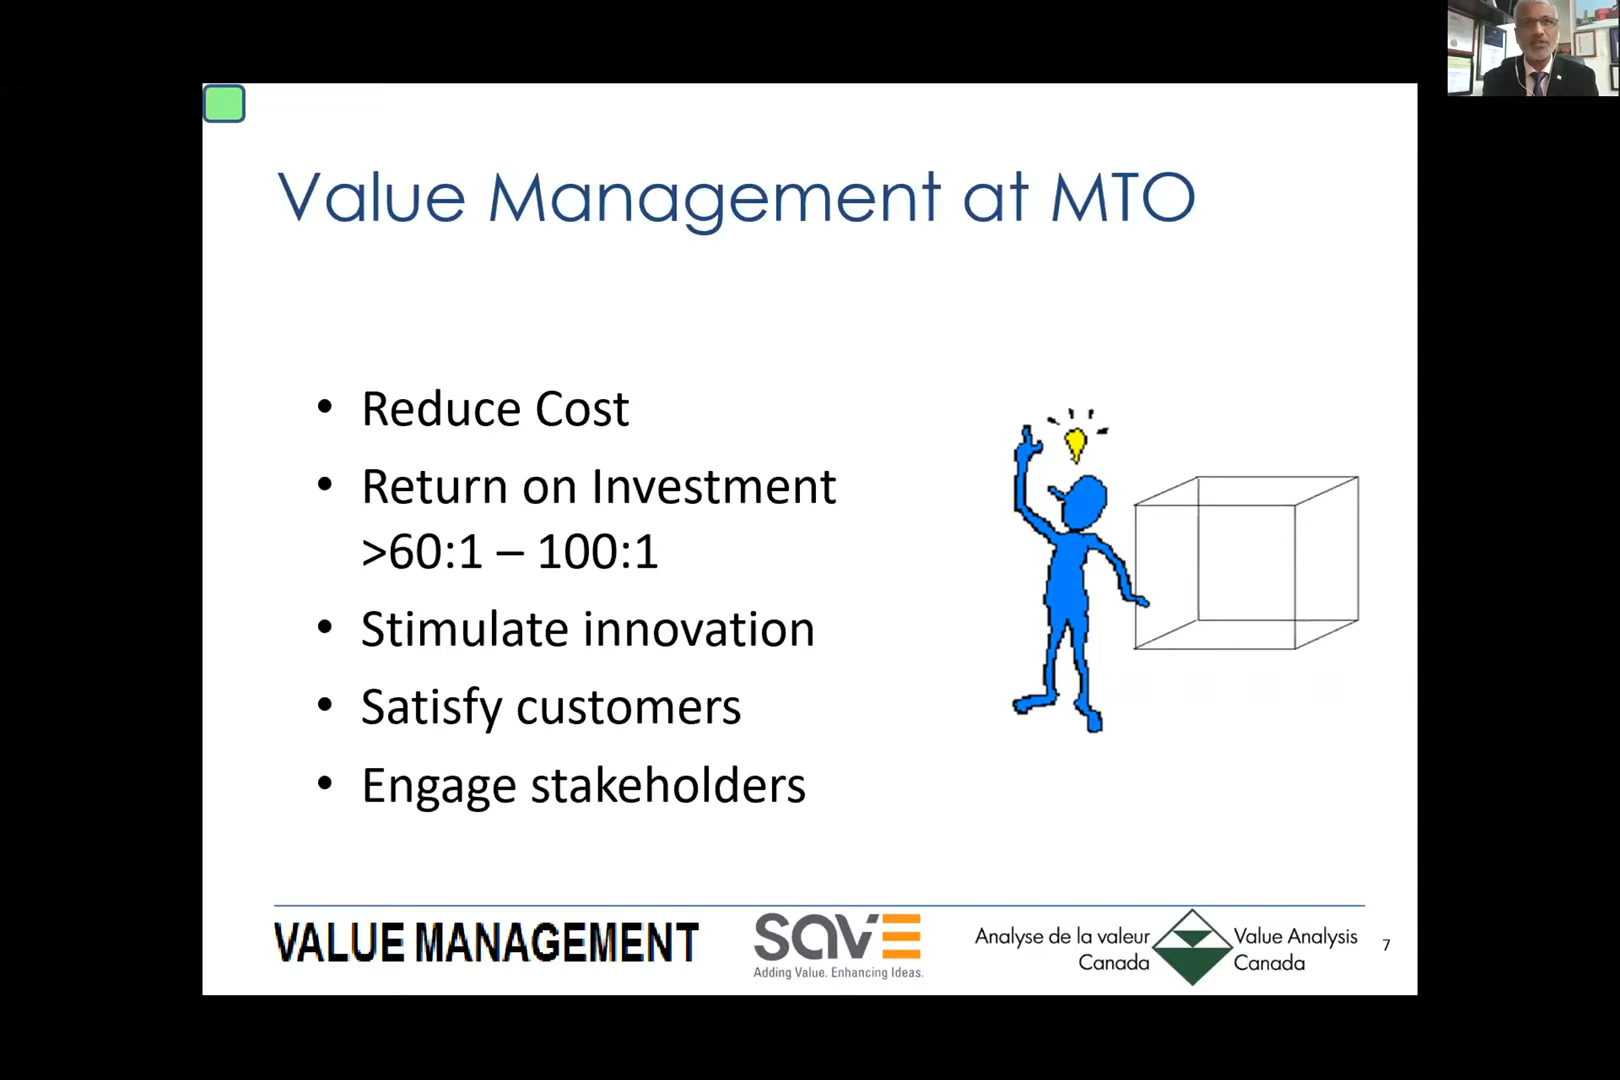 Value Management at MTO
• Reduce Cost
• Return on Investment
>60:1 – 100:1
• Stimulate innovation
• Satisfy customers
• Engage stakeholders
VALUE MANAGEMENT
SAVE
Adding Value. Enhancing Ideas.
Analyse de la valeur
Canada
Value Analysis
Canada
7